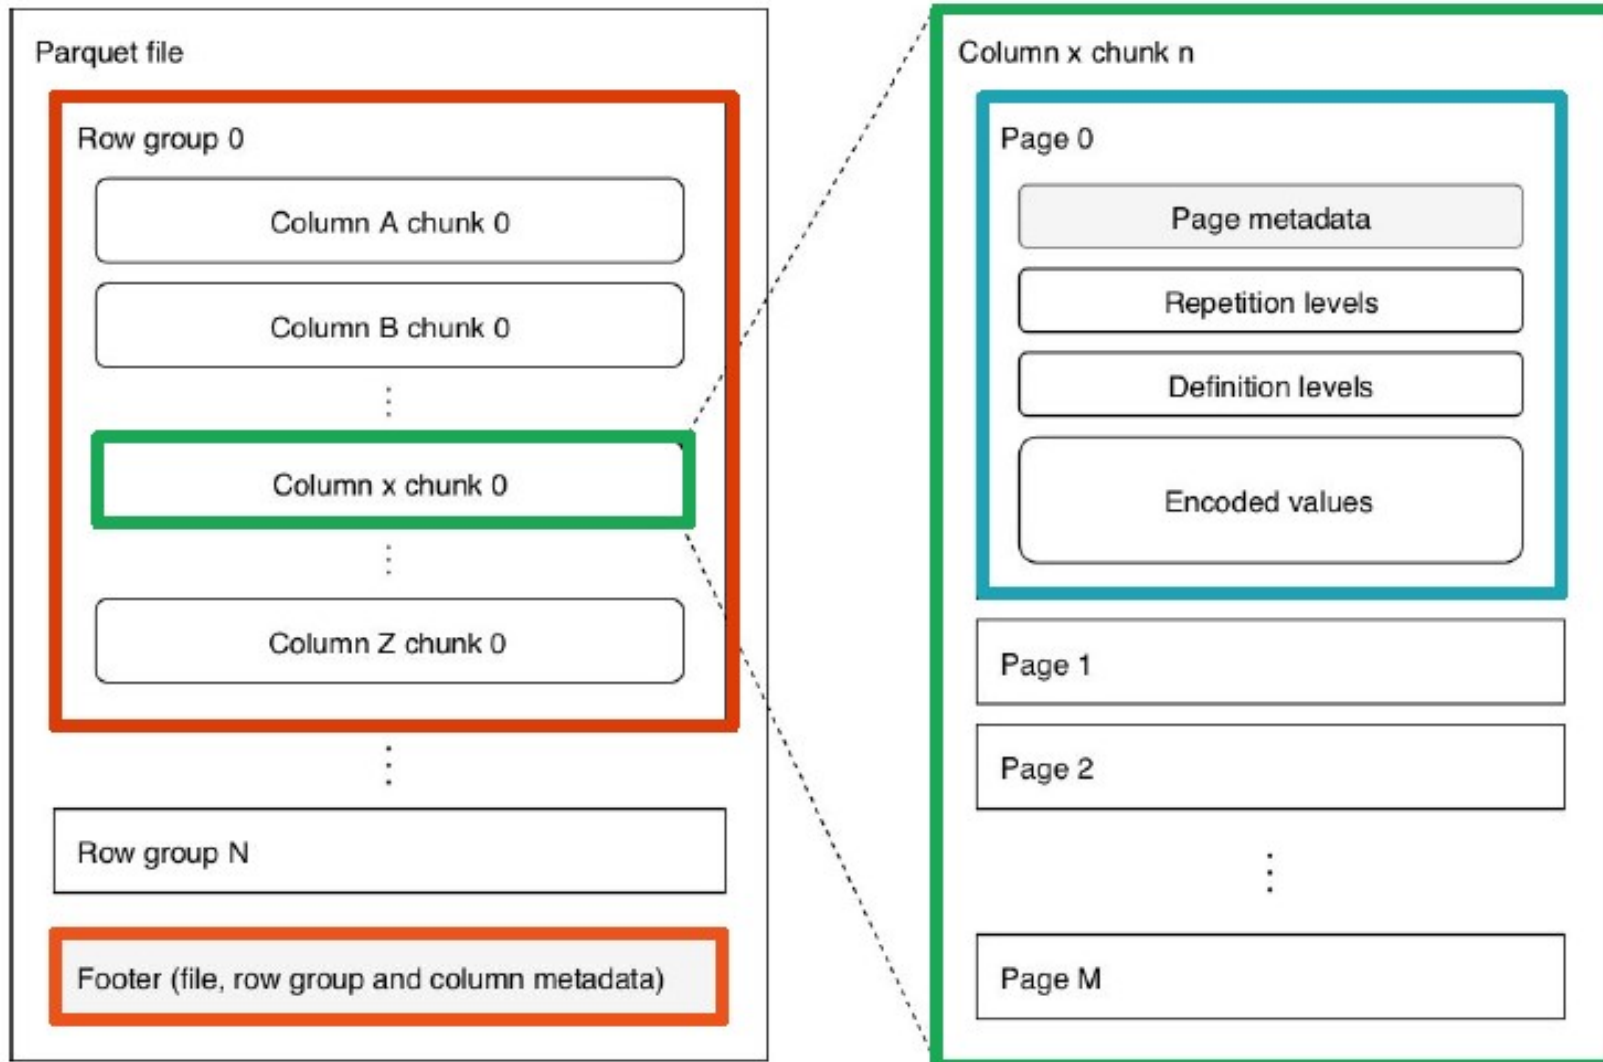 Parquet file
Row group 0
Column A chunk 0
Column B chunk 0
Column x chunk 0
Column Z chunk 0
Row group N
Footer (file, row group and column metadata)
Column x chunk n
Page 0
Page metadata
Repetition levels
Definition levels
Encoded values
Page 1
Page 2
Page M